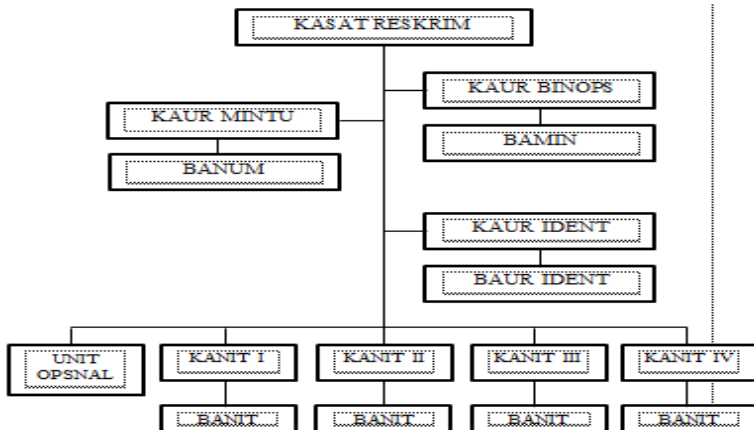 KASAT RESKRIM
KAUR BINOPS
KAUR MINTU
BAMIN
BANUM
KAUR IDENT
BAUR IDENT
UNIT
OPSNAL
KANIT I
KANIT II
KANIT III
KANIT IV
BANIT
BANIT
BANIT
BANIT